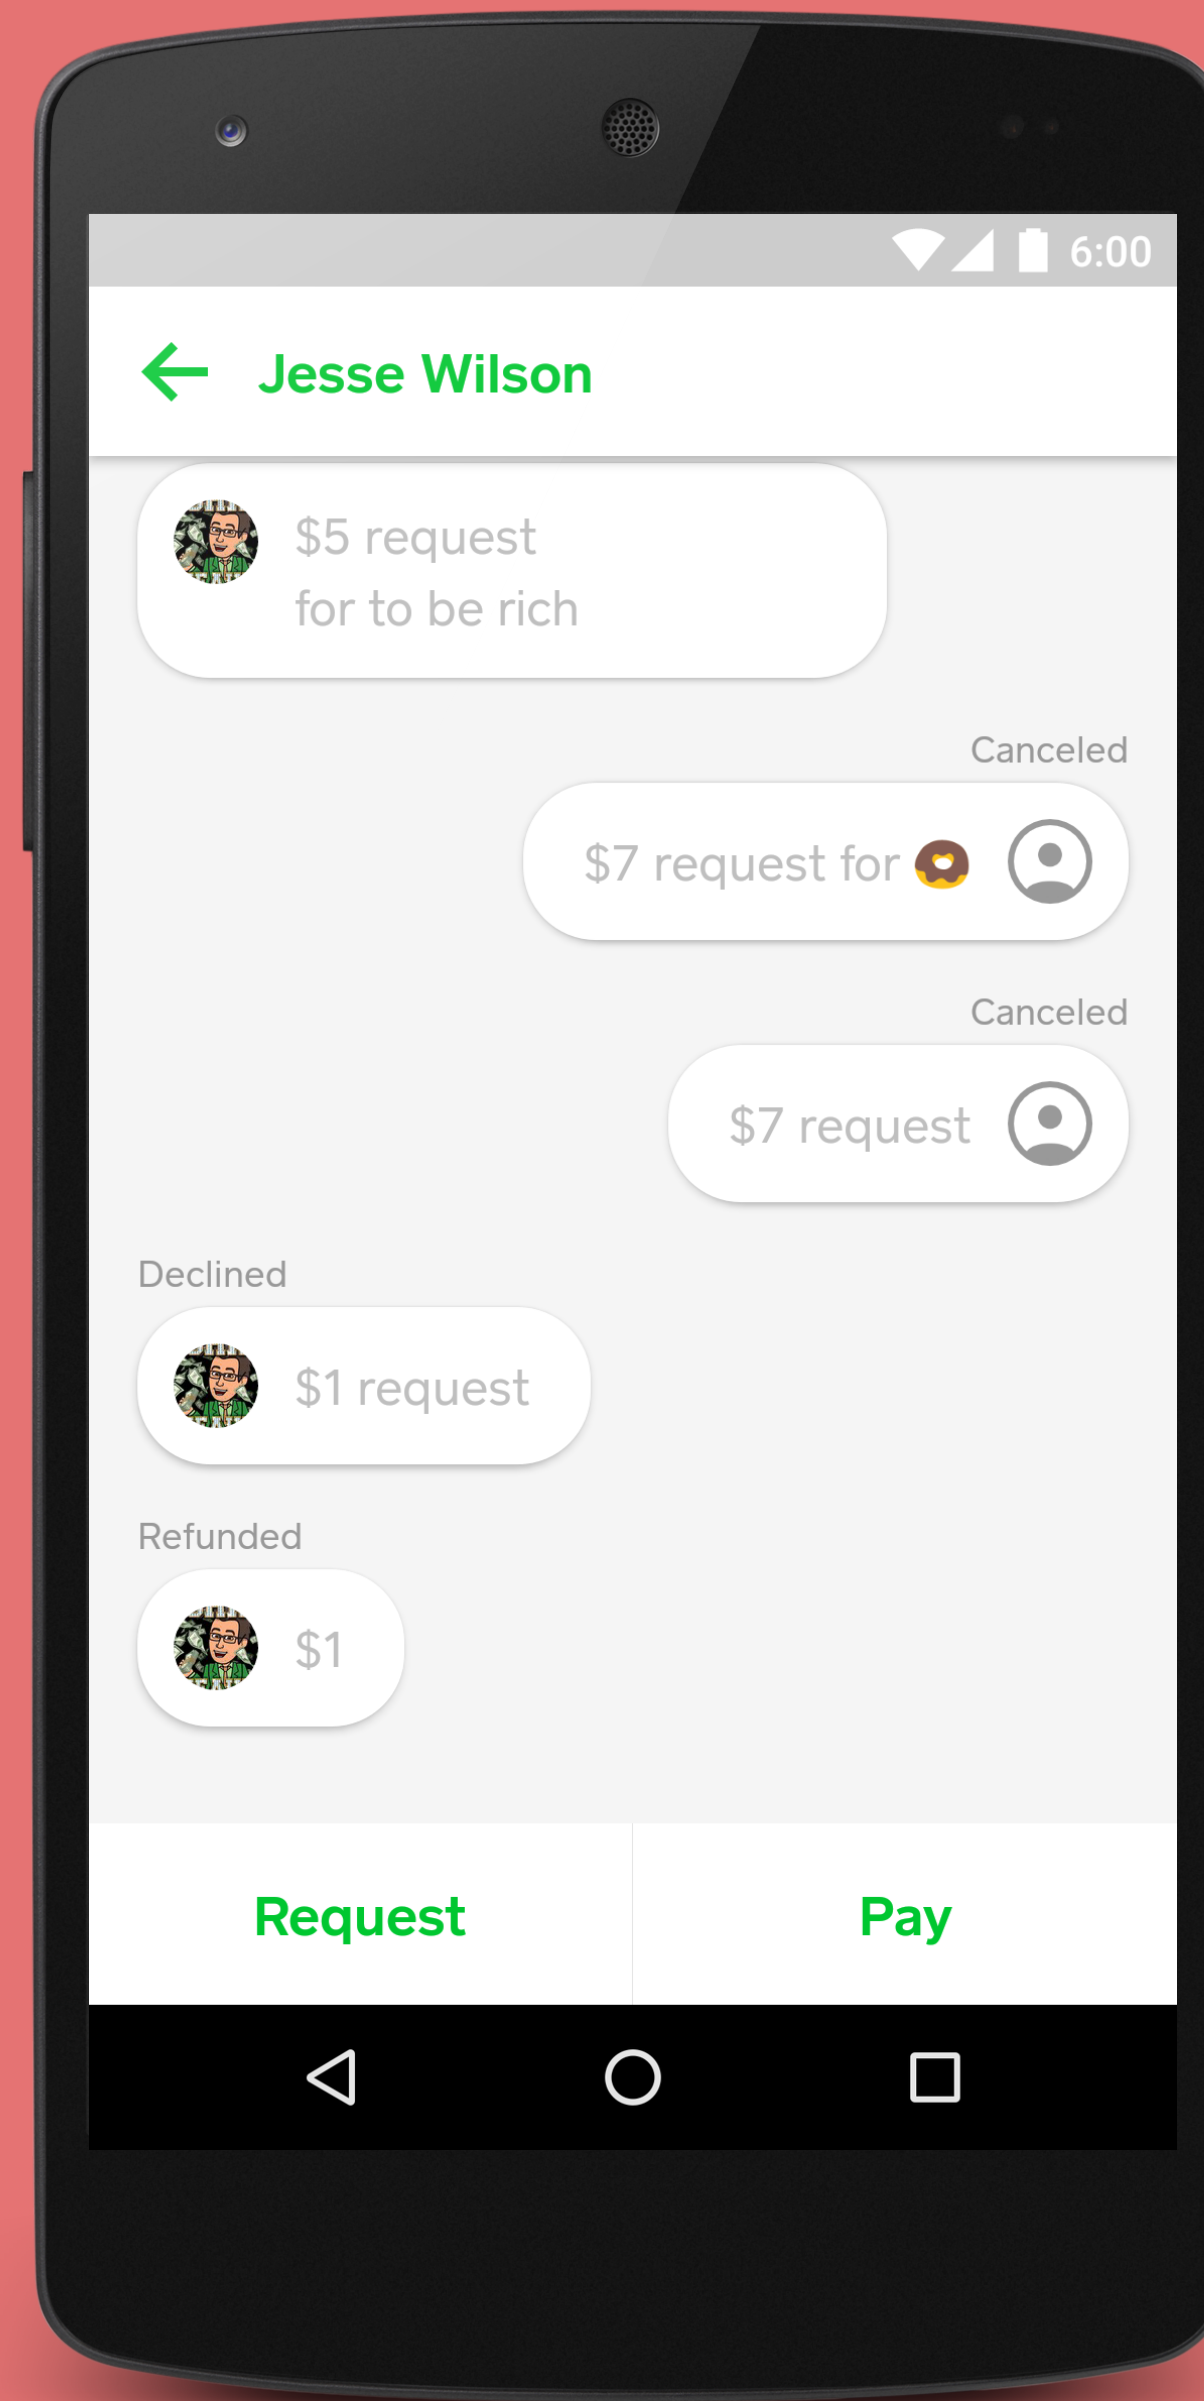 6:00
Jesse Wilson
$5 request
for to be rich
Canceled
$7 request for 🍩
Canceled
$7 request
Declined
$1 request
Refunded
$1
Request
Pay